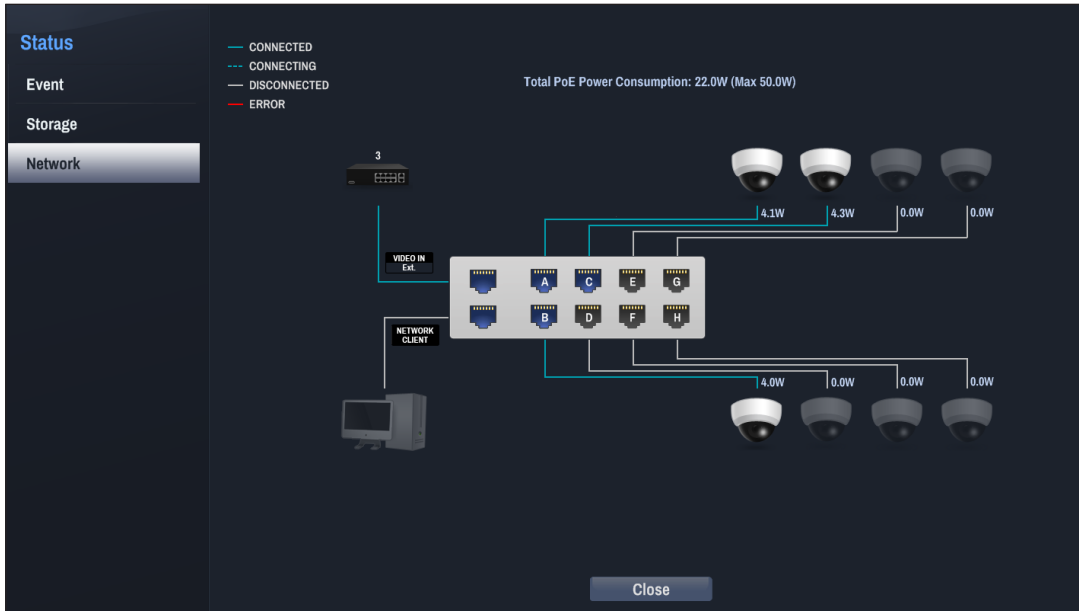 Status
Event
Storage
Network
CONNECTED
CONNECTING
DISCONNECTED
ERROR
Total PoE Power Consumption: 22.0W (Max 50.0W)
3
4.1W
4.3W
0.0W
0.0W
VIDEO IN
Ext.
A
C
E
G
B
D
F
H
NETWORK
CLIENT
4.0W
0.0W
0.0W
0.0W
Close